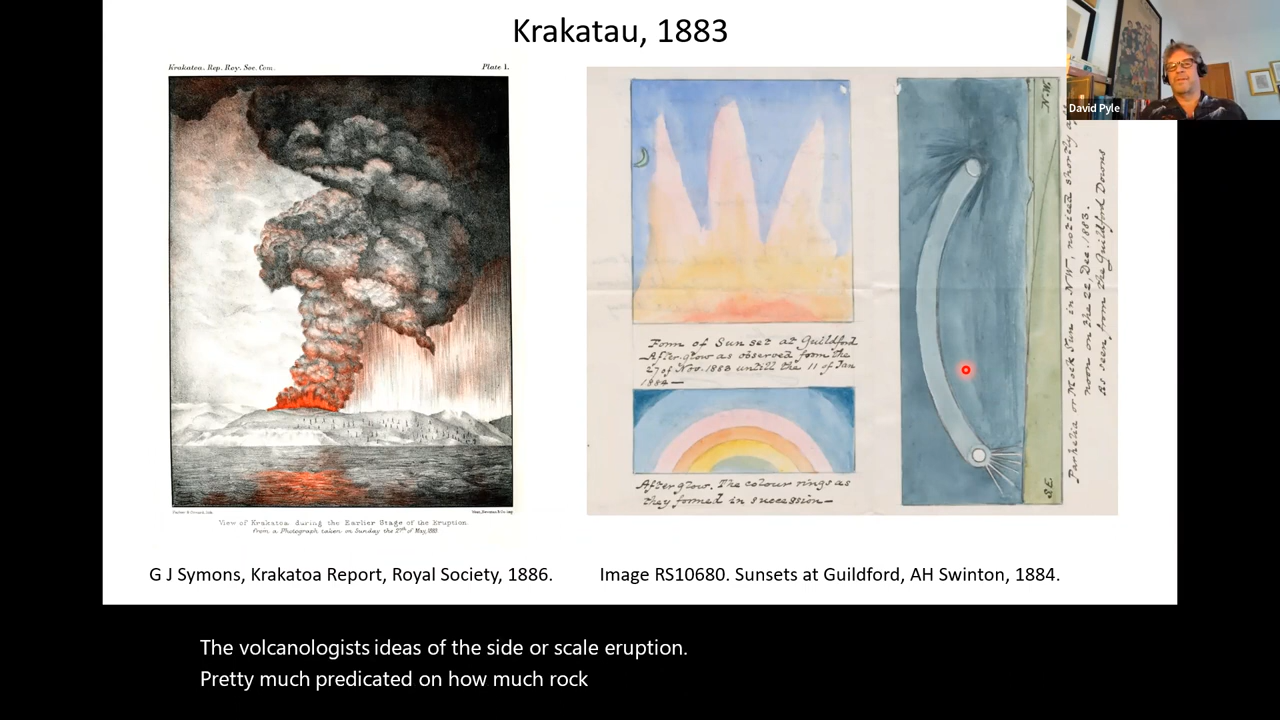 Krakatau, 1883
David Pyle
Krakatoa. Rep. Roy. Soc. Com.
Plate 1.
View of Krakatoa during the Earlier Stage of the Eruption.
from a Photograph taken on Sunday the 27th of May, 1883.
Form of Sun set at Guildford
After glow as observed from the
27 of Nov. 1883 untill the 11 of Jan
1884—
After glow. The colour rings as
they formed in succession—
N.W.
S.E.
Parhelia or Mock Sun in N W, noticed shortly
noon on the 22, Dec. 1883.
As seen from the Guildford Downs
G J Symons, Krakatoa Report, Royal Society, 1886.
Image RS10680. Sunsets at Guildford, AH Swinton, 1884.
The volcanologists ideas of the side or scale eruption.
Pretty much predicated on how much rock